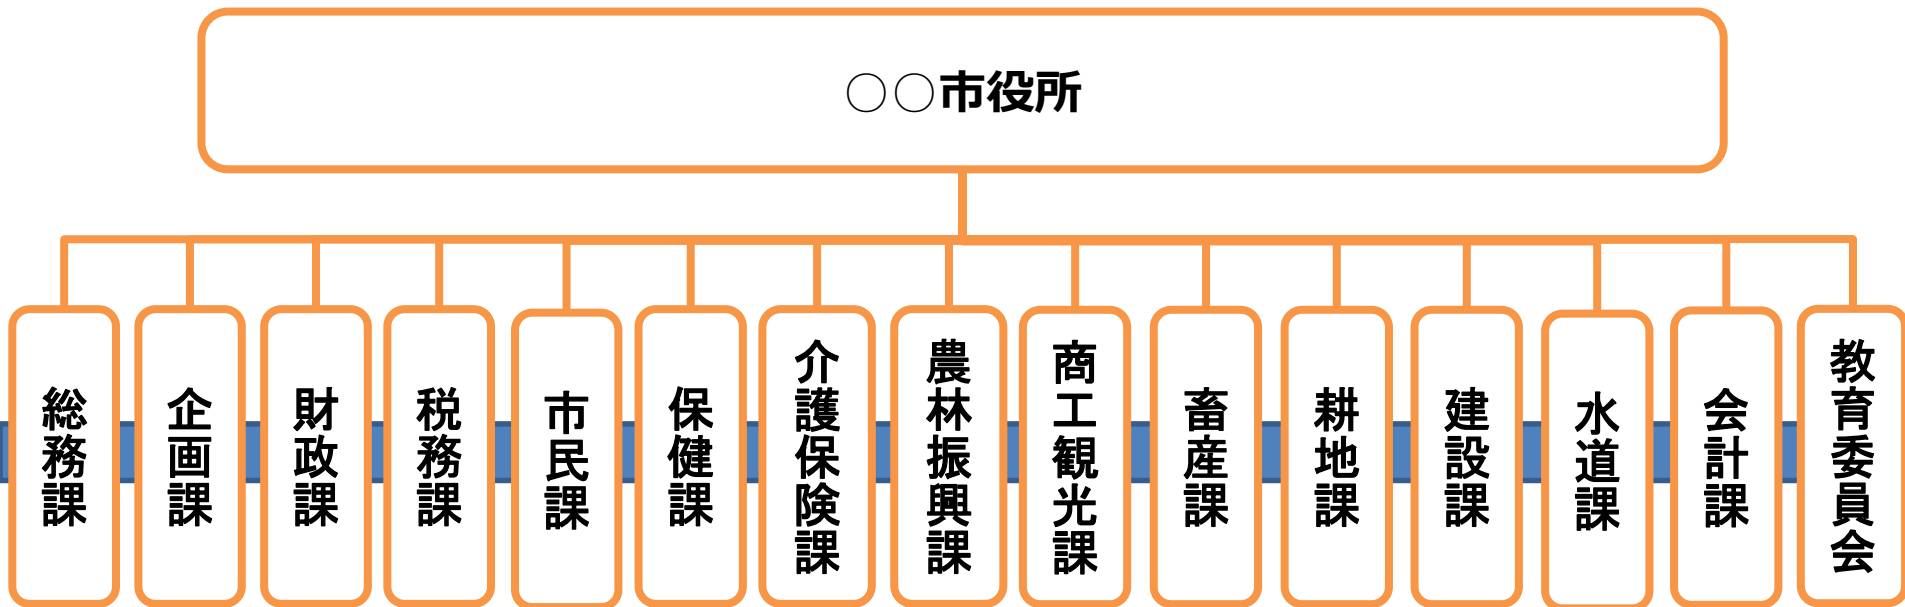 ○○市役所
総務課
企画課
財政課
税務課
市民課
保健課
介護保険課
農林振興課
商工観光課
畜産課
耕地課
建設課
水道課
会計課
教育委員会